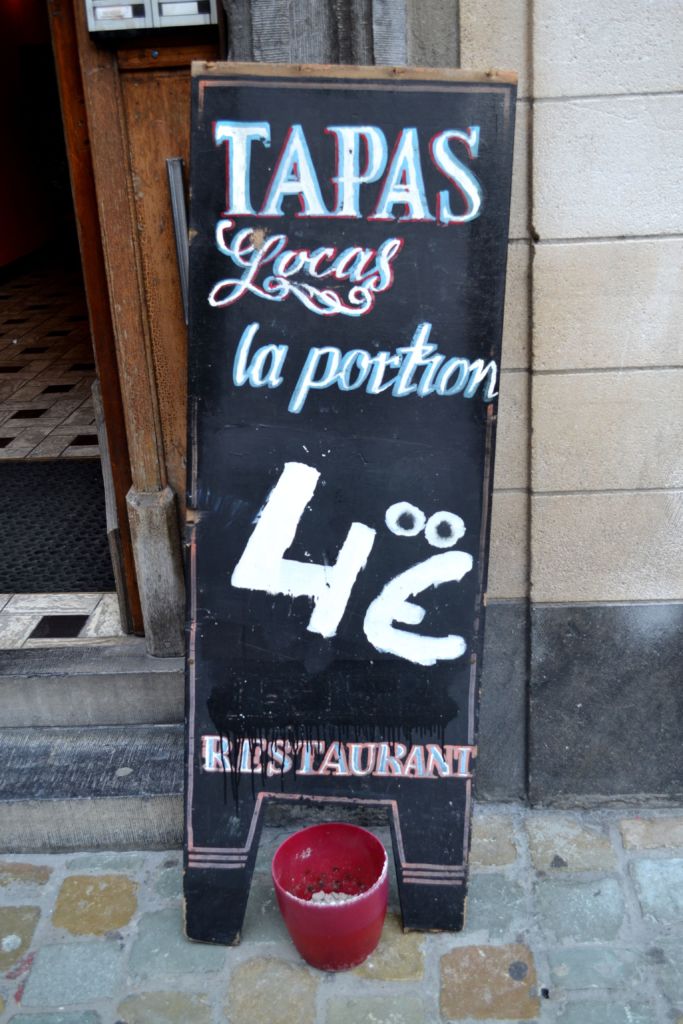 TAPAS
Locas
la portion
4€
RESTAURANT